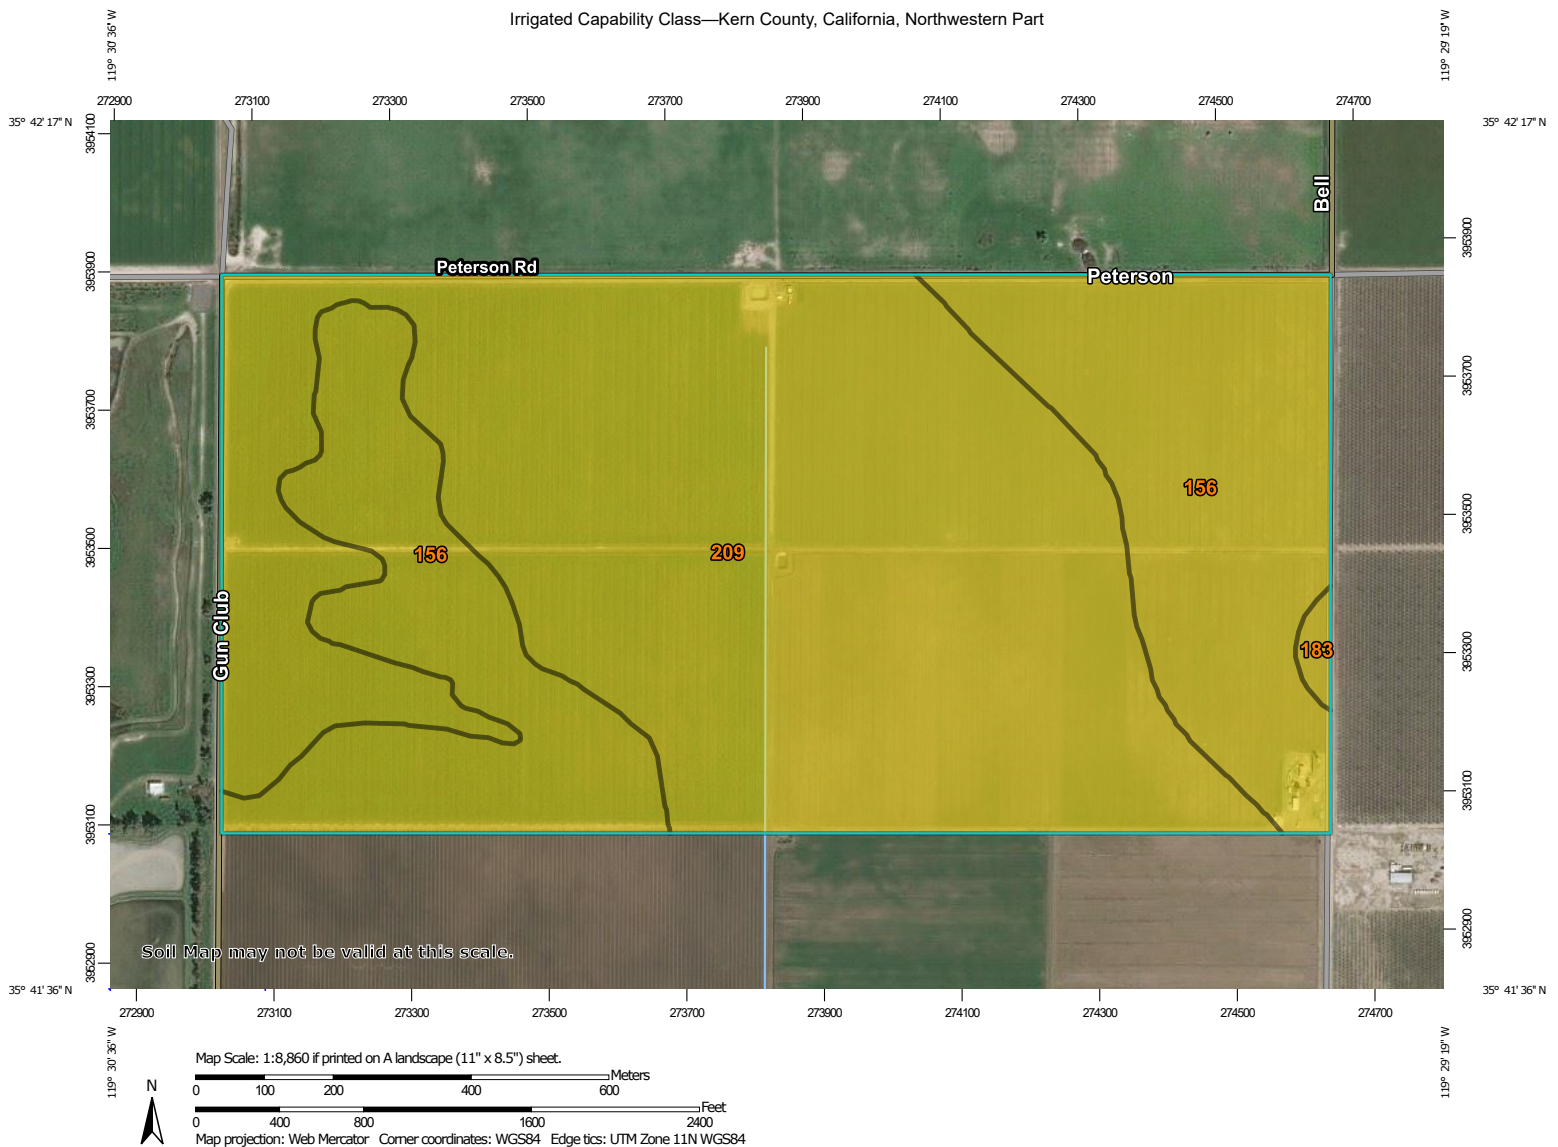 Irrigated Capability Class—Kern County, California, Northwestern Part
119° 30' 36" W
119° 29' 19" W
272900 273100 273300 273500 273700 273900 274100 274300 274500 274700
35° 42' 17" N
35° 42' 17" N
3954100
3953900
3953700
3953500
3953300
3953100
3952900
3953900
3953700
3953500
3953300
3953100
3952900
Bell
Peterson Rd
Peterson
156
156
209
Gun Club
183
Soil Map may not be valid at this scale.
35° 41' 36" N
35° 41' 36" N
272900 273100 273300 273500 273700 273900 274100 274300 274500 274700
119° 30' 36" W
119° 29' 19" W
Map Scale: 1:8,860 if printed on A landscape (11" x 8.5") sheet.
Meters
0 100 200 400 600
Feet
0 400 800 1600 2400
N
Map projection: Web Mercator Corner coordinates: WGS84 Edge tics: UTM Zone 11N WGS84